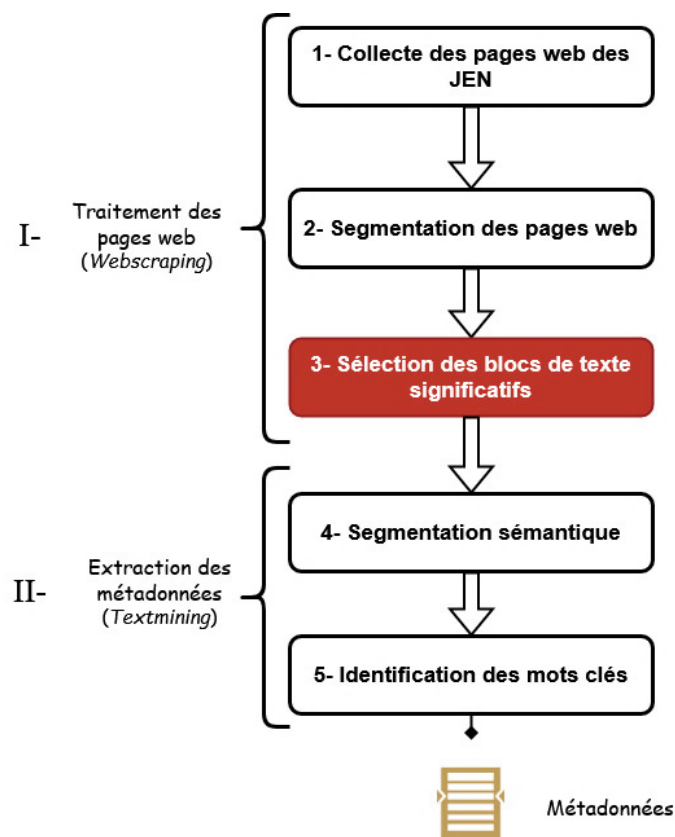 1- Collecte des pages web des
JEN
I-
Traitement des
pages web
(Webscraping)
2- Segmentation des pages web
3- Sélection des blocs de texte
significatifs
4- Segmentation sémantique
II-
Extraction des
métadonnées
(Textmining)
5- Identification des mots clés
Métadonnées